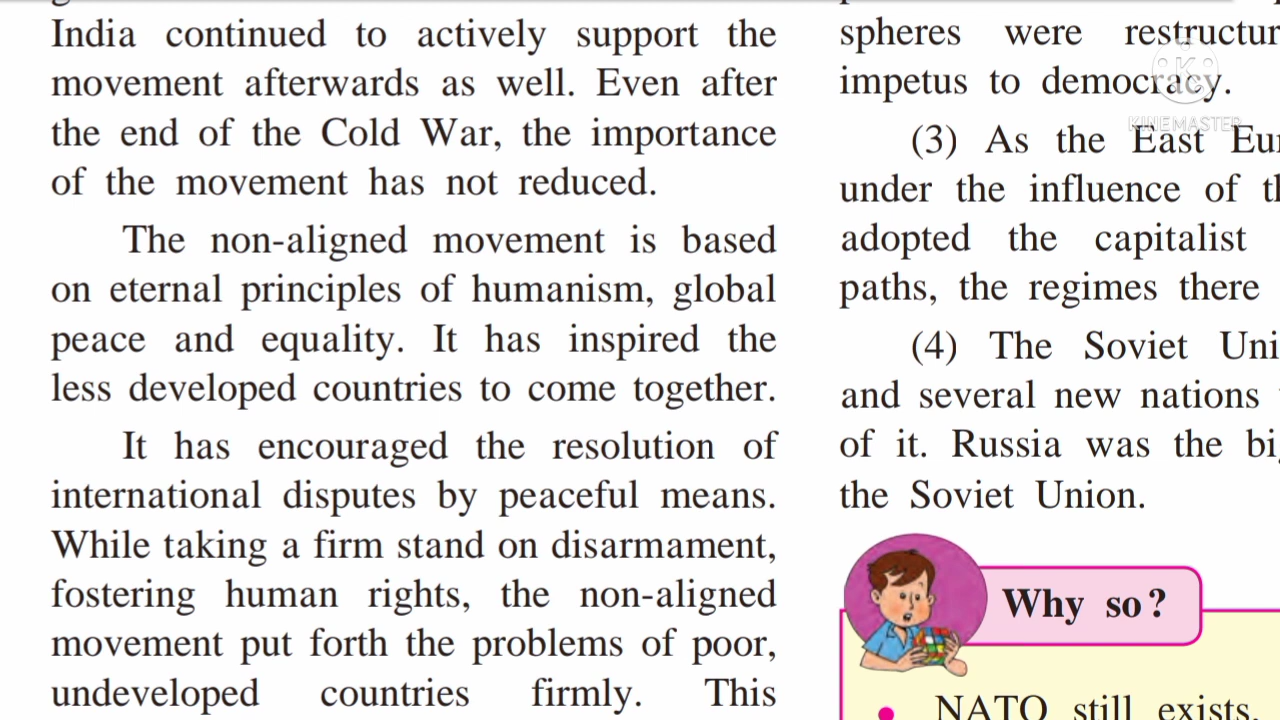 India continued to actively support the
movement afterwards as well. Even after
the end of the Cold War, the importance
of the movement has not reduced.
The non-aligned movement is based
on eternal principles of humanism, global
peace and equality. It has inspired the
less developed countries to come together.
It has encouraged the resolution of
international disputes by peaceful means.
While taking a firm stand on disarmament,
fostering human rights, the non-aligned
movement put forth the problems of poor,
undeveloped countries firmly. This
spheres were
impetus to democracy.
KINEMASTER
(3) As the East
under the influence of
adopted the capitalist
paths, the regimes there
(4) The Soviet
and several new nations
of it. Russia was the
the Soviet Union.
Why so?
• NATO still exists.